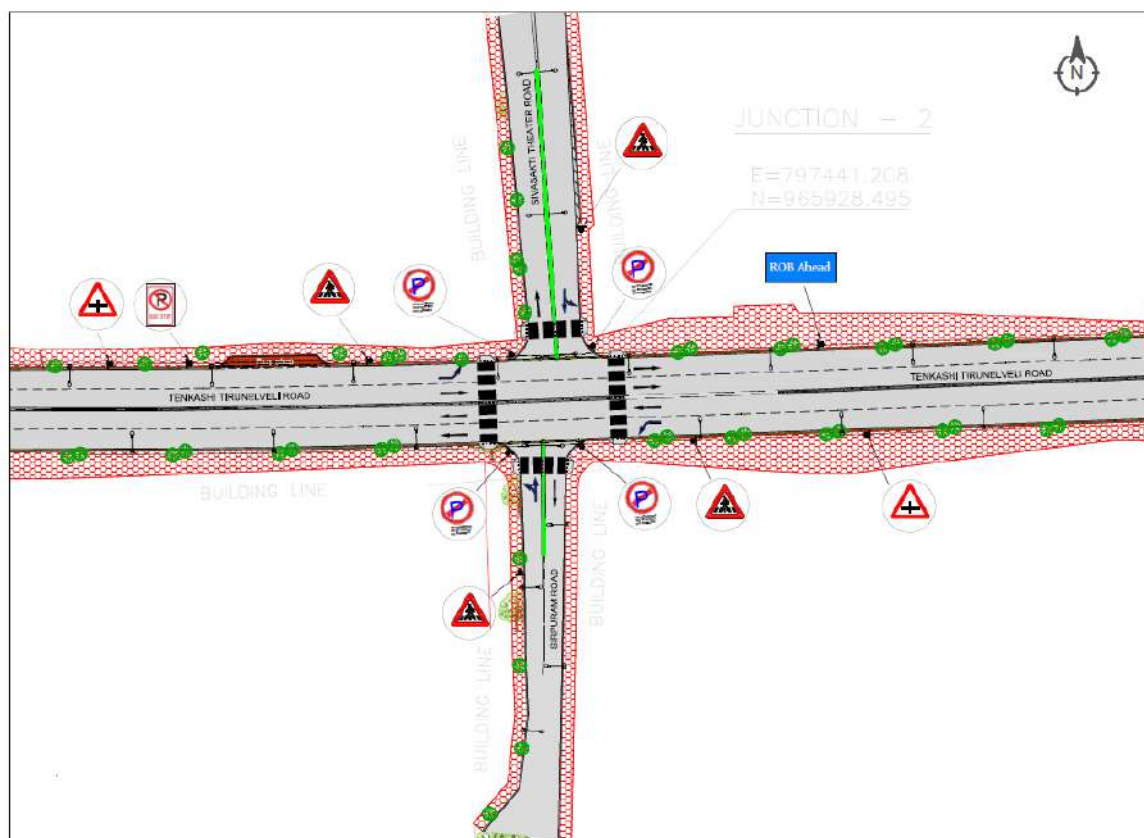 N
JUNCTION - 2
E=797441.208
N=965928.495
SIVASAKTI THEATER ROAD
BUILDING LINE
BUILDING LINE
ROB Ahead
P
P
P
TENKASHI TIRUNELVELI ROAD
TENKASHI TIRUNELVELI ROAD
BUILDING LINE
P
P
BUILDING LINE
SIRPURAM ROAD
BUILDING LINE